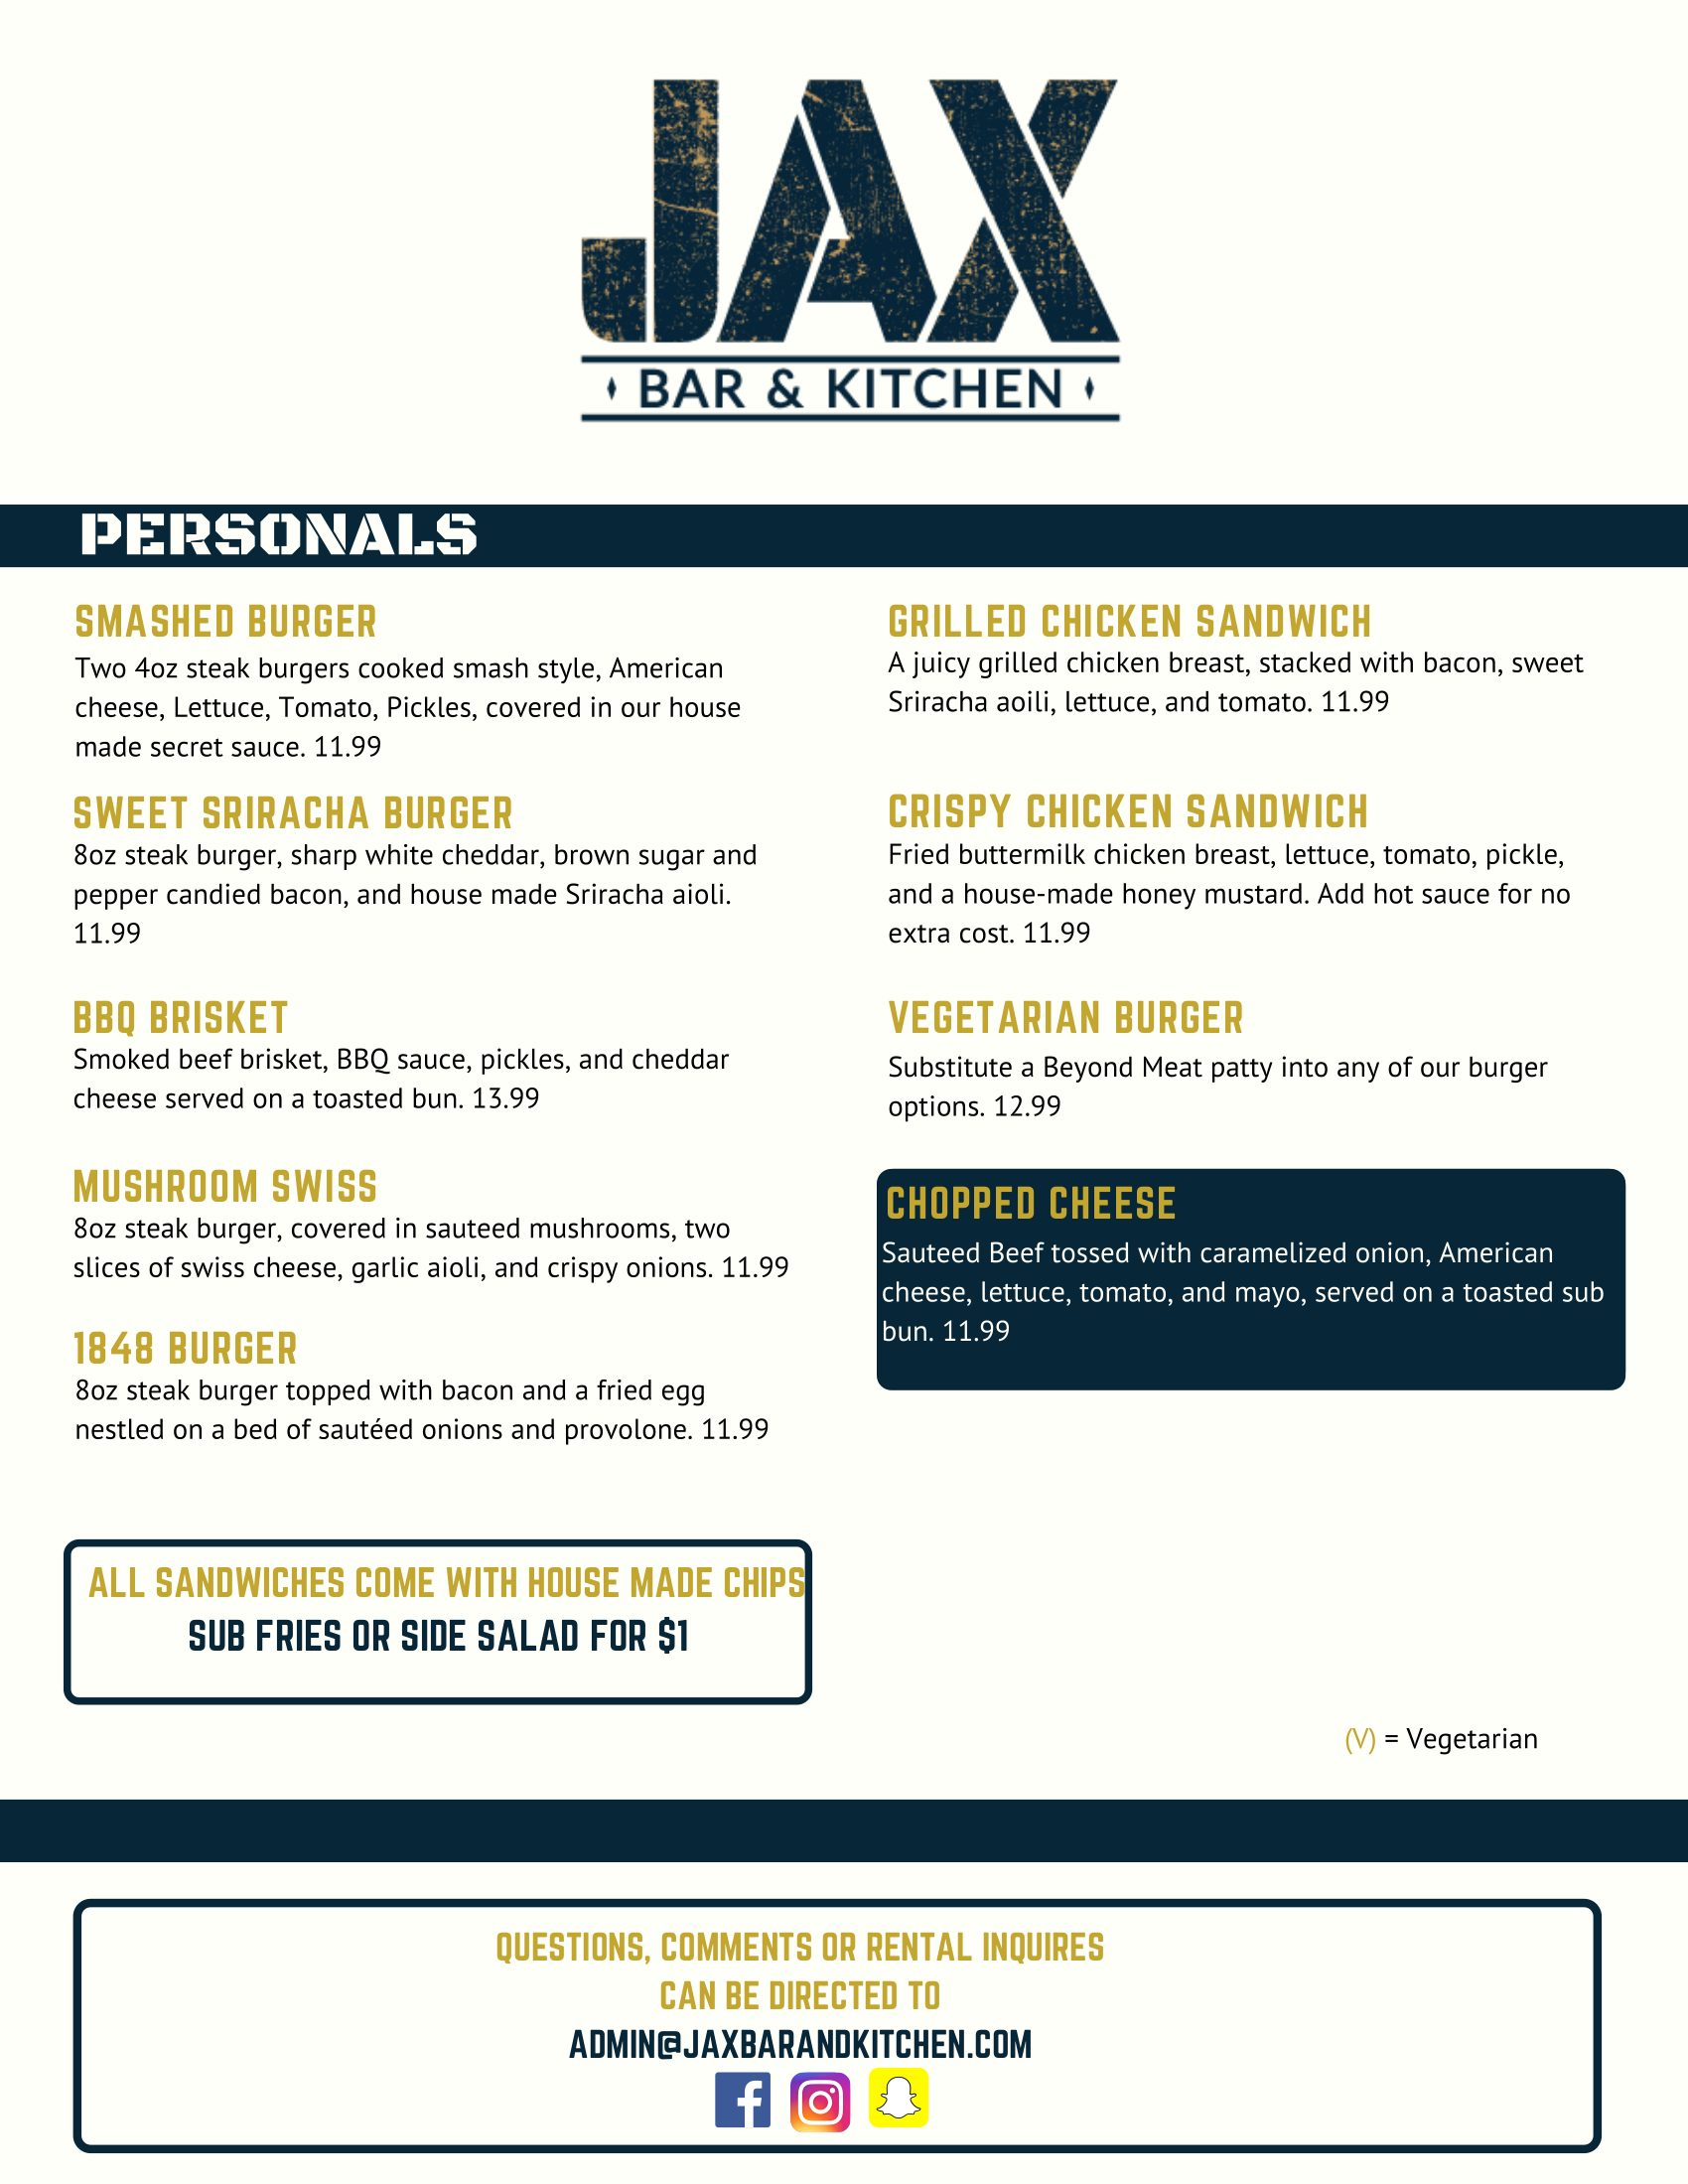 JAX
BAR & KITCHEN
PERSONALS
SMASHED BURGER
Two 4oz steak burgers cooked smash style, American
cheese, Lettuce, Tomato, Pickles, covered in our house
made secret sauce. 11.99
SWEET SRIRACHA BURGER
8oz steak burger, sharp white cheddar, brown sugar and
pepper candied bacon, and house made Sriracha aioli.
11.99
BBQ BRISKET
Smoked beef brisket, BBQ sauce, pickles, and cheddar
cheese served on a toasted bun. 13.99
MUSHROOM SWISS
8oz steak burger, covered in sauteed mushrooms, two
slices of swiss cheese, garlic aioli, and crispy onions. 11.99
1848 BURGER
8oz steak burger topped with bacon and a fried egg
nestled on a bed of sautéed onions and provolone. 11.99
GRILLED CHICKEN SANDWICH
A juicy grilled chicken breast, stacked with bacon, sweet
Sriracha aoili, lettuce, and tomato. 11.99
CRISPY CHICKEN SANDWICH
Fried buttermilk chicken breast, lettuce, tomato, pickle,
and a house-made honey mustard. Add hot sauce for no
extra cost. 11.99
VEGETARIAN BURGER
Substitute a Beyond Meat patty into any of our burger
options. 12.99
CHOPPED CHEESE
Sauteed Beef tossed with caramelized onion, American
cheese, lettuce, tomato, and mayo, served on a toasted sub
bun. 11.99
ALL SANDWICHES COME WITH HOUSE MADE CHIPS
SUB FRIES OR SIDE SALAD FOR $1
(V) = Vegetarian
QUESTIONS, COMMENTS OR RENTAL INQUIRES
CAN BE DIRECTED TO
ADMIN@JAXBARANDKITCHEN.COM